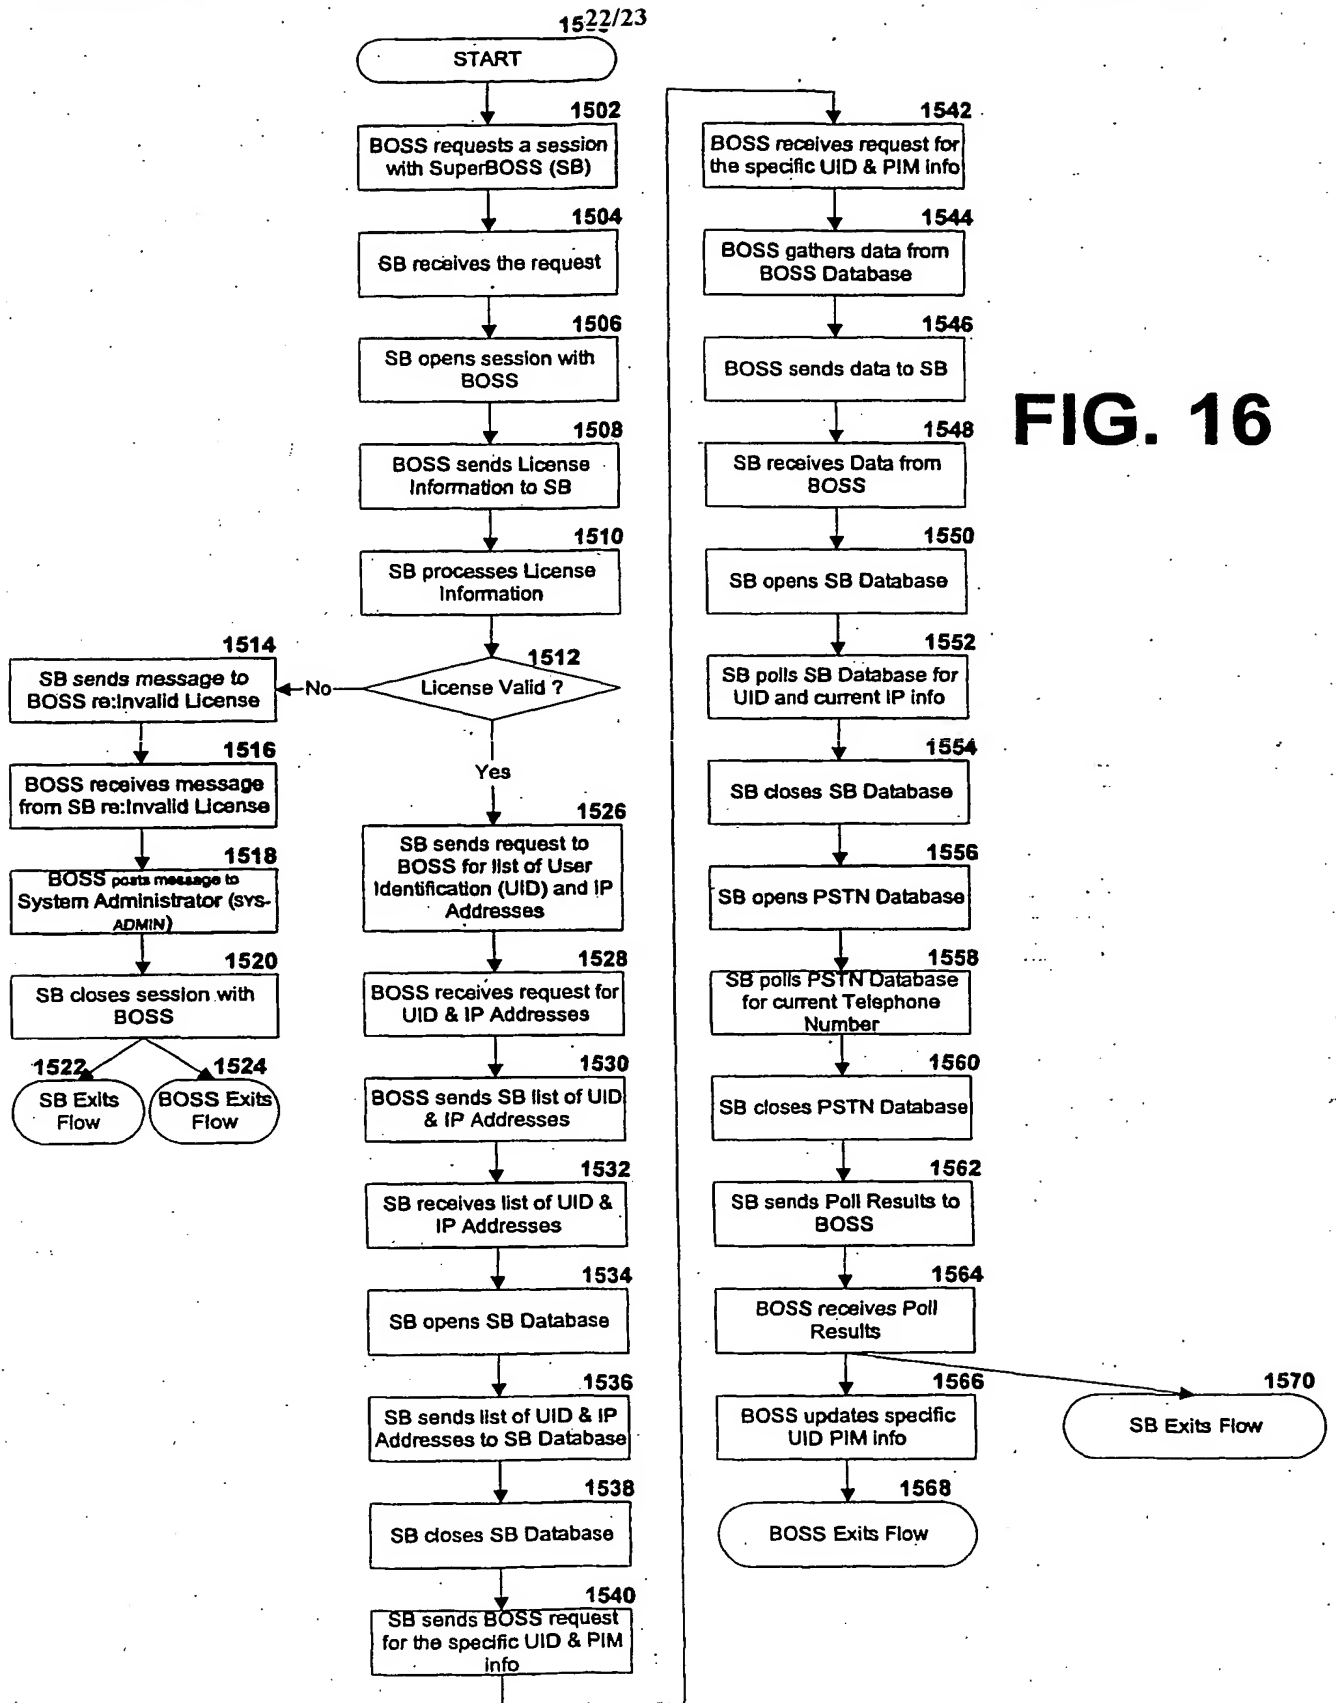 22/23
START
1502
BOSS requests a session
with SuperBOSS (SB)
1504
SB receives the request
1506
SB opens session with
BOSS
1508
BOSS sends License
Information to SB
1510
SB processes License
Information
1512
License Valid ?
No
Yes
1514
SB sends message to
BOSS re:Invalid License
1516
BOSS receives message
from SB re:Invalid License
1518
BOSS posts message to
System Administrator (SYS-
ADMIN)
1520
SB closes session with
BOSS
1522
SB Exits
Flow
1524
BOSS Exits
Flow
1526
SB sends request to
BOSS for list of User
Identification (UID) and IP
Addresses
1528
BOSS receives request for
UID & IP Addresses
1530
BOSS sends SB list of UID
& IP Addresses
1532
SB receives list of UID &
IP Addresses
1534
SB opens SB Database
1536
SB sends list of UID & IP
Addresses to SB Database
1538
SB closes SB Database
1540
SB sends BOSS request
for the specific UID & PIM
info
1542
BOSS receives request for
the specific UID & PIM info
1544
BOSS gathers data from
BOSS Database
1546
BOSS sends data to SB
1548
SB receives Data from
BOSS
1550
SB opens SB Database
1552
SB polls SB Database for
UID and current IP info
1554
SB closes SB Database
1556
SB opens PSTN Database
1558
SB polls PSTN Database
for current Telephone
Number
1560
SB closes PSTN Database
1562
SB sends Poll Results to
BOSS
1564
BOSS receives Poll
Results
1566
BOSS updates specific
UID PIM info
1568
BOSS Exits Flow
1570
SB Exits Flow
FIG. 16